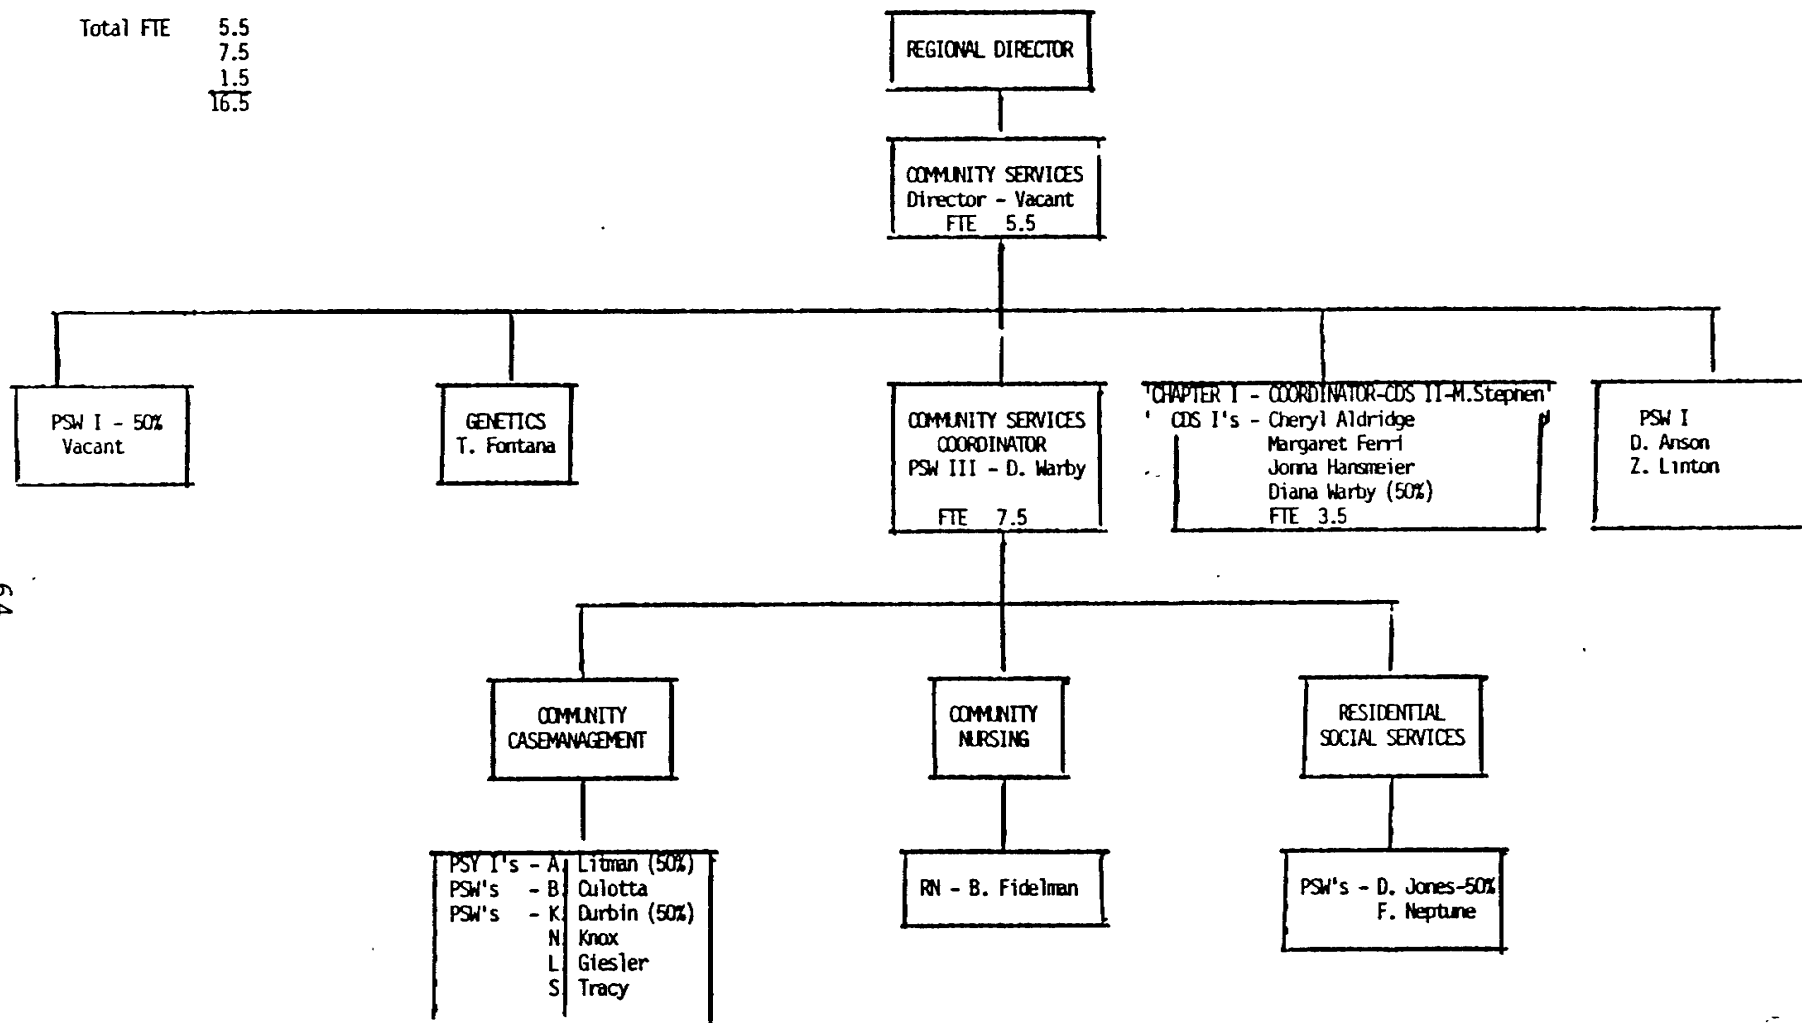 Total FTE 5.5
7.5
1.5
16.5
REGIONAL DIRECTOR
COMMUNITY SERVICES
Director - Vacant
FTE 5.5
PSW I - 50%
Vacant
GENETICS
T. Fontana
COMMUNITY SERVICES
COORDINATOR
PSW III - D. Warby
FTE 7.5
CHAPTER I - COORDINATOR-CDS II-M.Stephen
CDS I's - Cheryl Aldridge
Margaret Ferri
Jonna Hansmeier
Diana Warby (50%)
FTE 3.5
PSW I
D. Anson
Z. Linton
64
COMMUNITY
CASEMANAGEMENT
COMMUNITY
NURSING
RESIDENTIAL
SOCIAL SERVICES
PSY I's - A. Litman (50%)
PSW's - B. Culotta
PSW's - K. Durbin (50%)
N. Knox
L. Giesler
S. Tracy
RN - B. Fidelman
PSW's - D. Jones-50%
F. Neptune